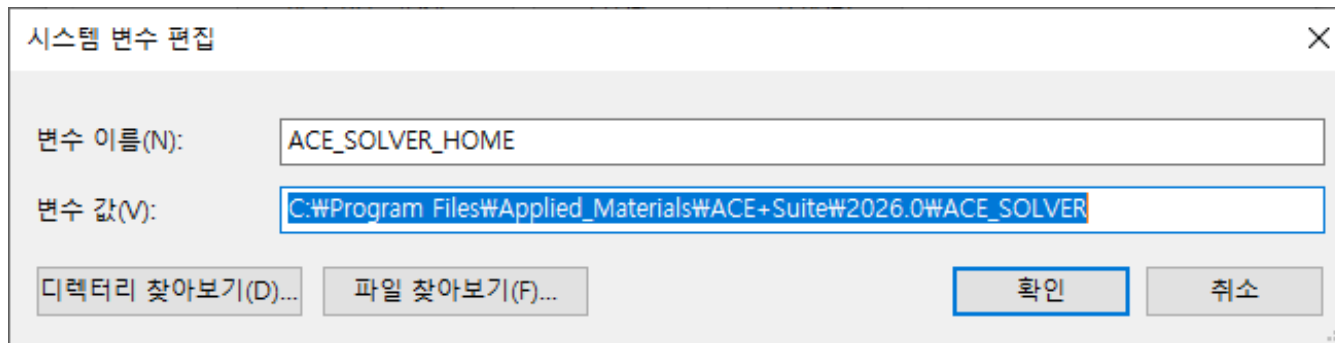 시스템 변수 편집
변수 이름(N):
ACE_SOLVER_HOME
변수 값(V):
C:₩Program Files₩Applied_Materials₩ACE+Suite₩2026.0₩ACE_SOLVER
디렉터리 찾아보기(D)...
파일 찾아보기(F)...
확인
취소